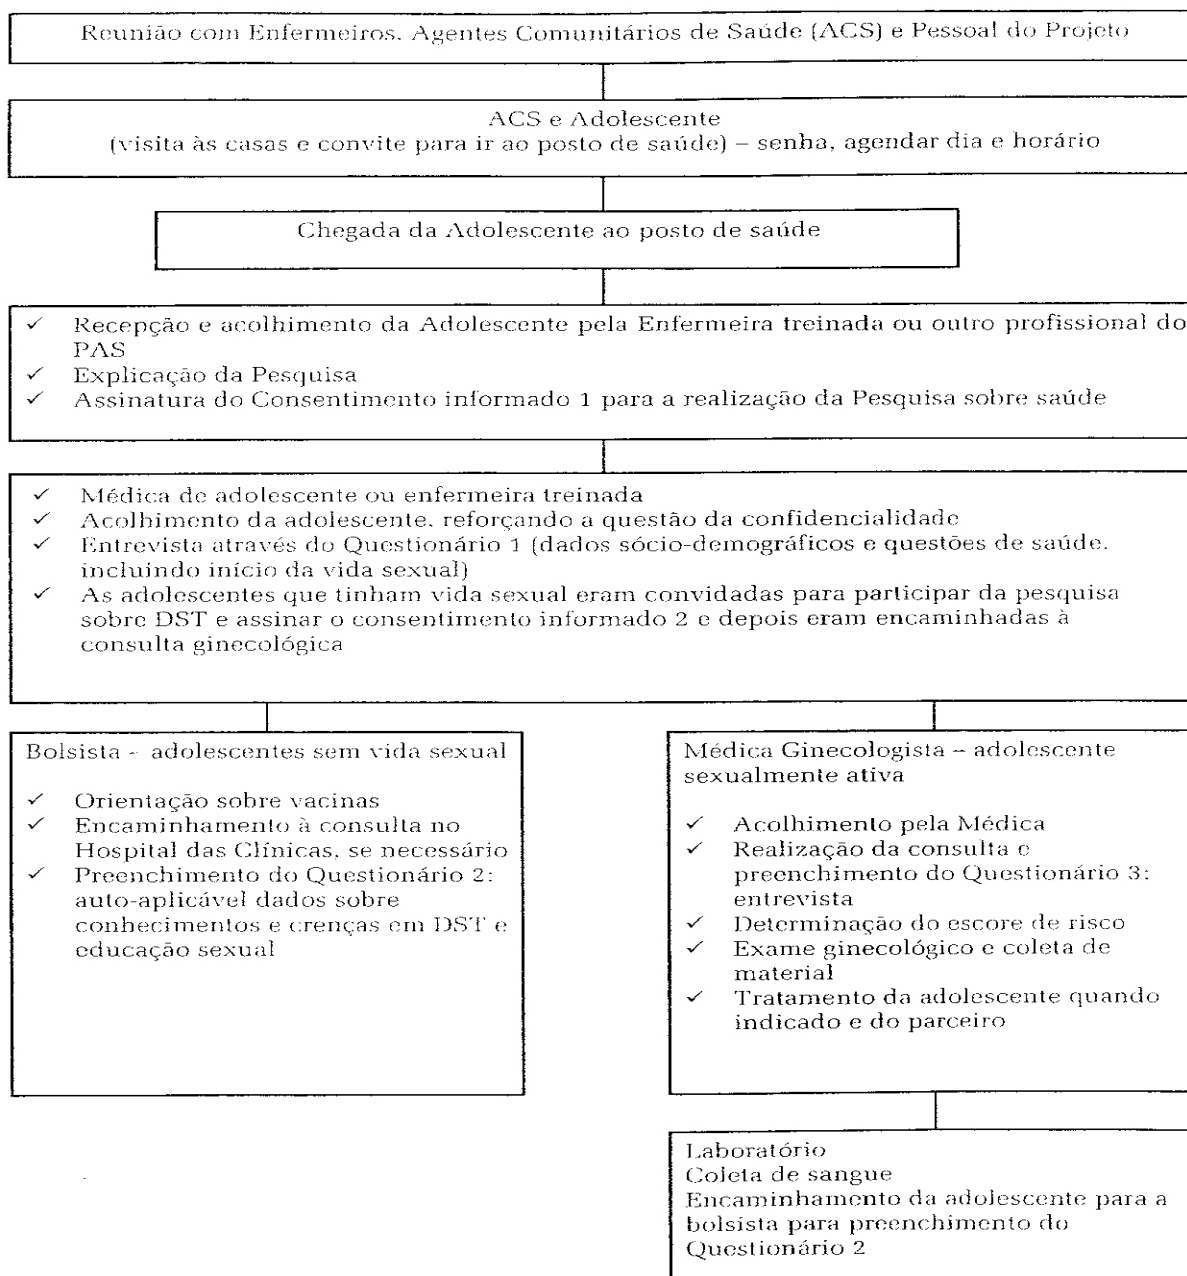 Reunião com Enfermeiros. Agentes Comunitários de Saúde (ACS) e Pessoal do Projeto
ACS e Adolescente
(visita às casas e convite para ir ao posto de saúde) – senha, agendar dia e horário
Chegada da Adolescente ao posto de saúde
✓ Recepção e acolhimento da Adolescente pela Enfermeira treinada ou outro profissional do
PAS
✓ Explicação da Pesquisa
✓ Assinatura do Consentimento informado 1 para a realização da Pesquisa sobre saúde
✓ Médica de adolescente ou enfermeira treinada
✓ Acolhimento da adolescente, reforçando a questão da confidencialidade
✓ Entrevista através do Questionário 1 (dados sócio-demográficos e questões de saúde,
incluindo início da vida sexual)
✓ As adolescentes que tinham vida sexual eram convidadas para participar da pesquisa
sobre DST e assinar o consentimento informado 2 e depois eram encaminhadas à
consulta ginecológica
Bolsista - adolescentes sem vida sexual
✓ Orientação sobre vacinas
✓ Encaminhamento à consulta no
Hospital das Clínicas, se necessário
✓ Preenchimento do Questionário 2:
auto-aplicável dados sobre
conhecimentos e crenças em DST e
educação sexual
Médica Ginecologista – adolescente
sexualmente ativa
✓ Acolhimento pela Médica
✓ Realização da consulta e
preenchimento do Questionário 3:
entrevista
✓ Determinação do escore de risco
✓ Exame ginecológico e coleta de
material
✓ Tratamento da adolescente quando
indicado e do parceiro
Laboratório
Coleta de sangue
Encaminhamento da adolescente para a
bolsista para preenchimento do
Questionário 2